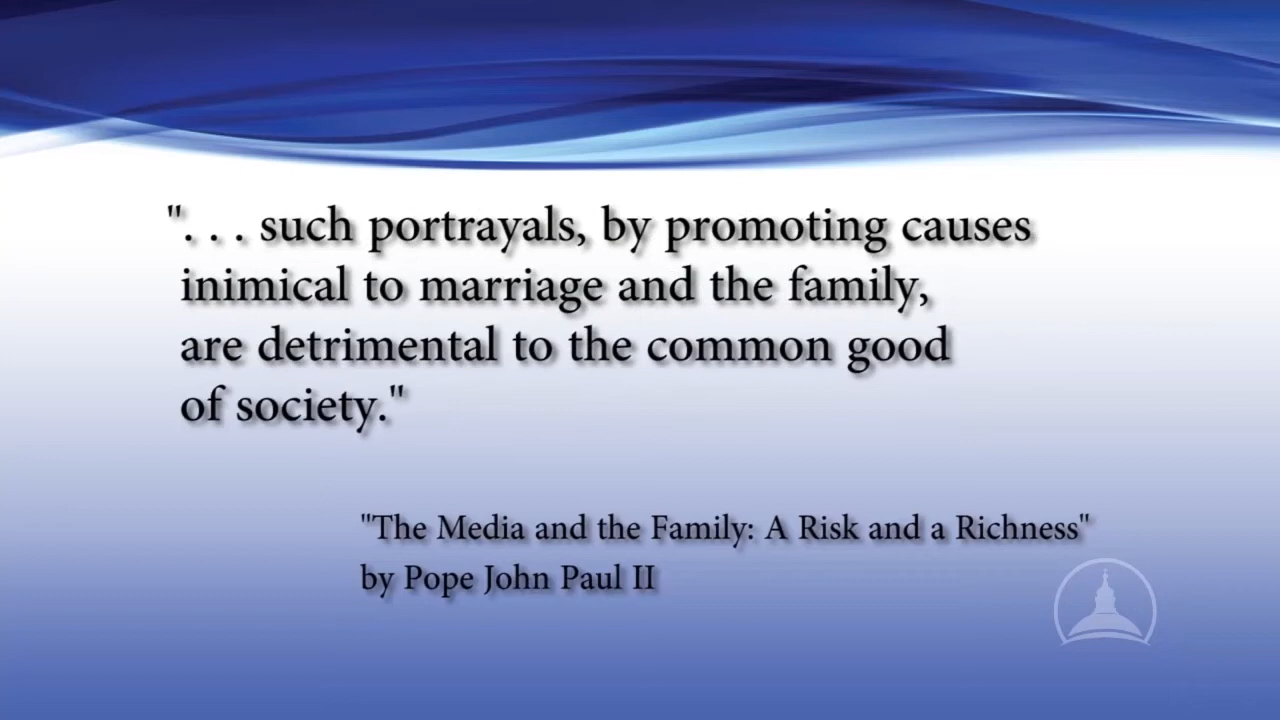 ". . . such portrayals, by promoting causes
inimical to marriage and the family,
are detrimental to the common good
of society."
"The Media and the Family: A Risk and a Richness"
by Pope John Paul II